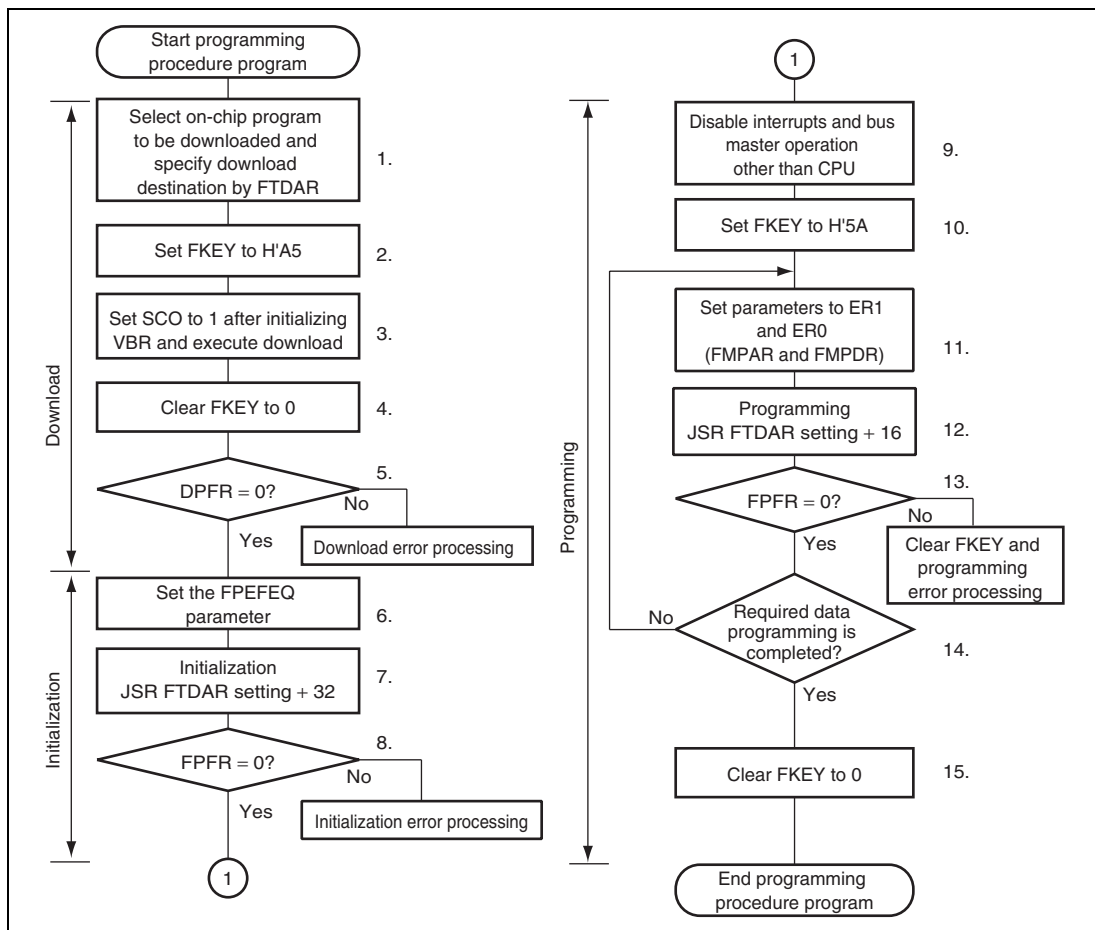 Start programming
procedure program
Select on-chip program
to be downloaded and
specify download
destination by FTDAR
1.
Set FKEY to H'A5
2.
Set SCO to 1 after initializing
VBR and execute download
3.
Clear FKEY to 0
4.
Download
DPFR = 0?
5.
No
Yes
Download error processing
Set the FPEFEQ
parameter
6.
Initialization
JSR FTDAR setting + 32
7.
Initialization
FPFR = 0?
8.
No
Yes
Initialization error processing
1
1
Disable interrupts and bus
master operation
other than CPU
9.
Set FKEY to H'5A
10.
Set parameters to ER1
and ER0
(FMPAR and FMPDR)
11.
Programming
JSR FTDAR setting + 16
12.
Programming
FPFR = 0?
13.
No
Yes
Clear FKEY and
programming
error processing
Required data
programming is
completed?
14.
No
Yes
Clear FKEY to 0
15.
End programming
procedure program